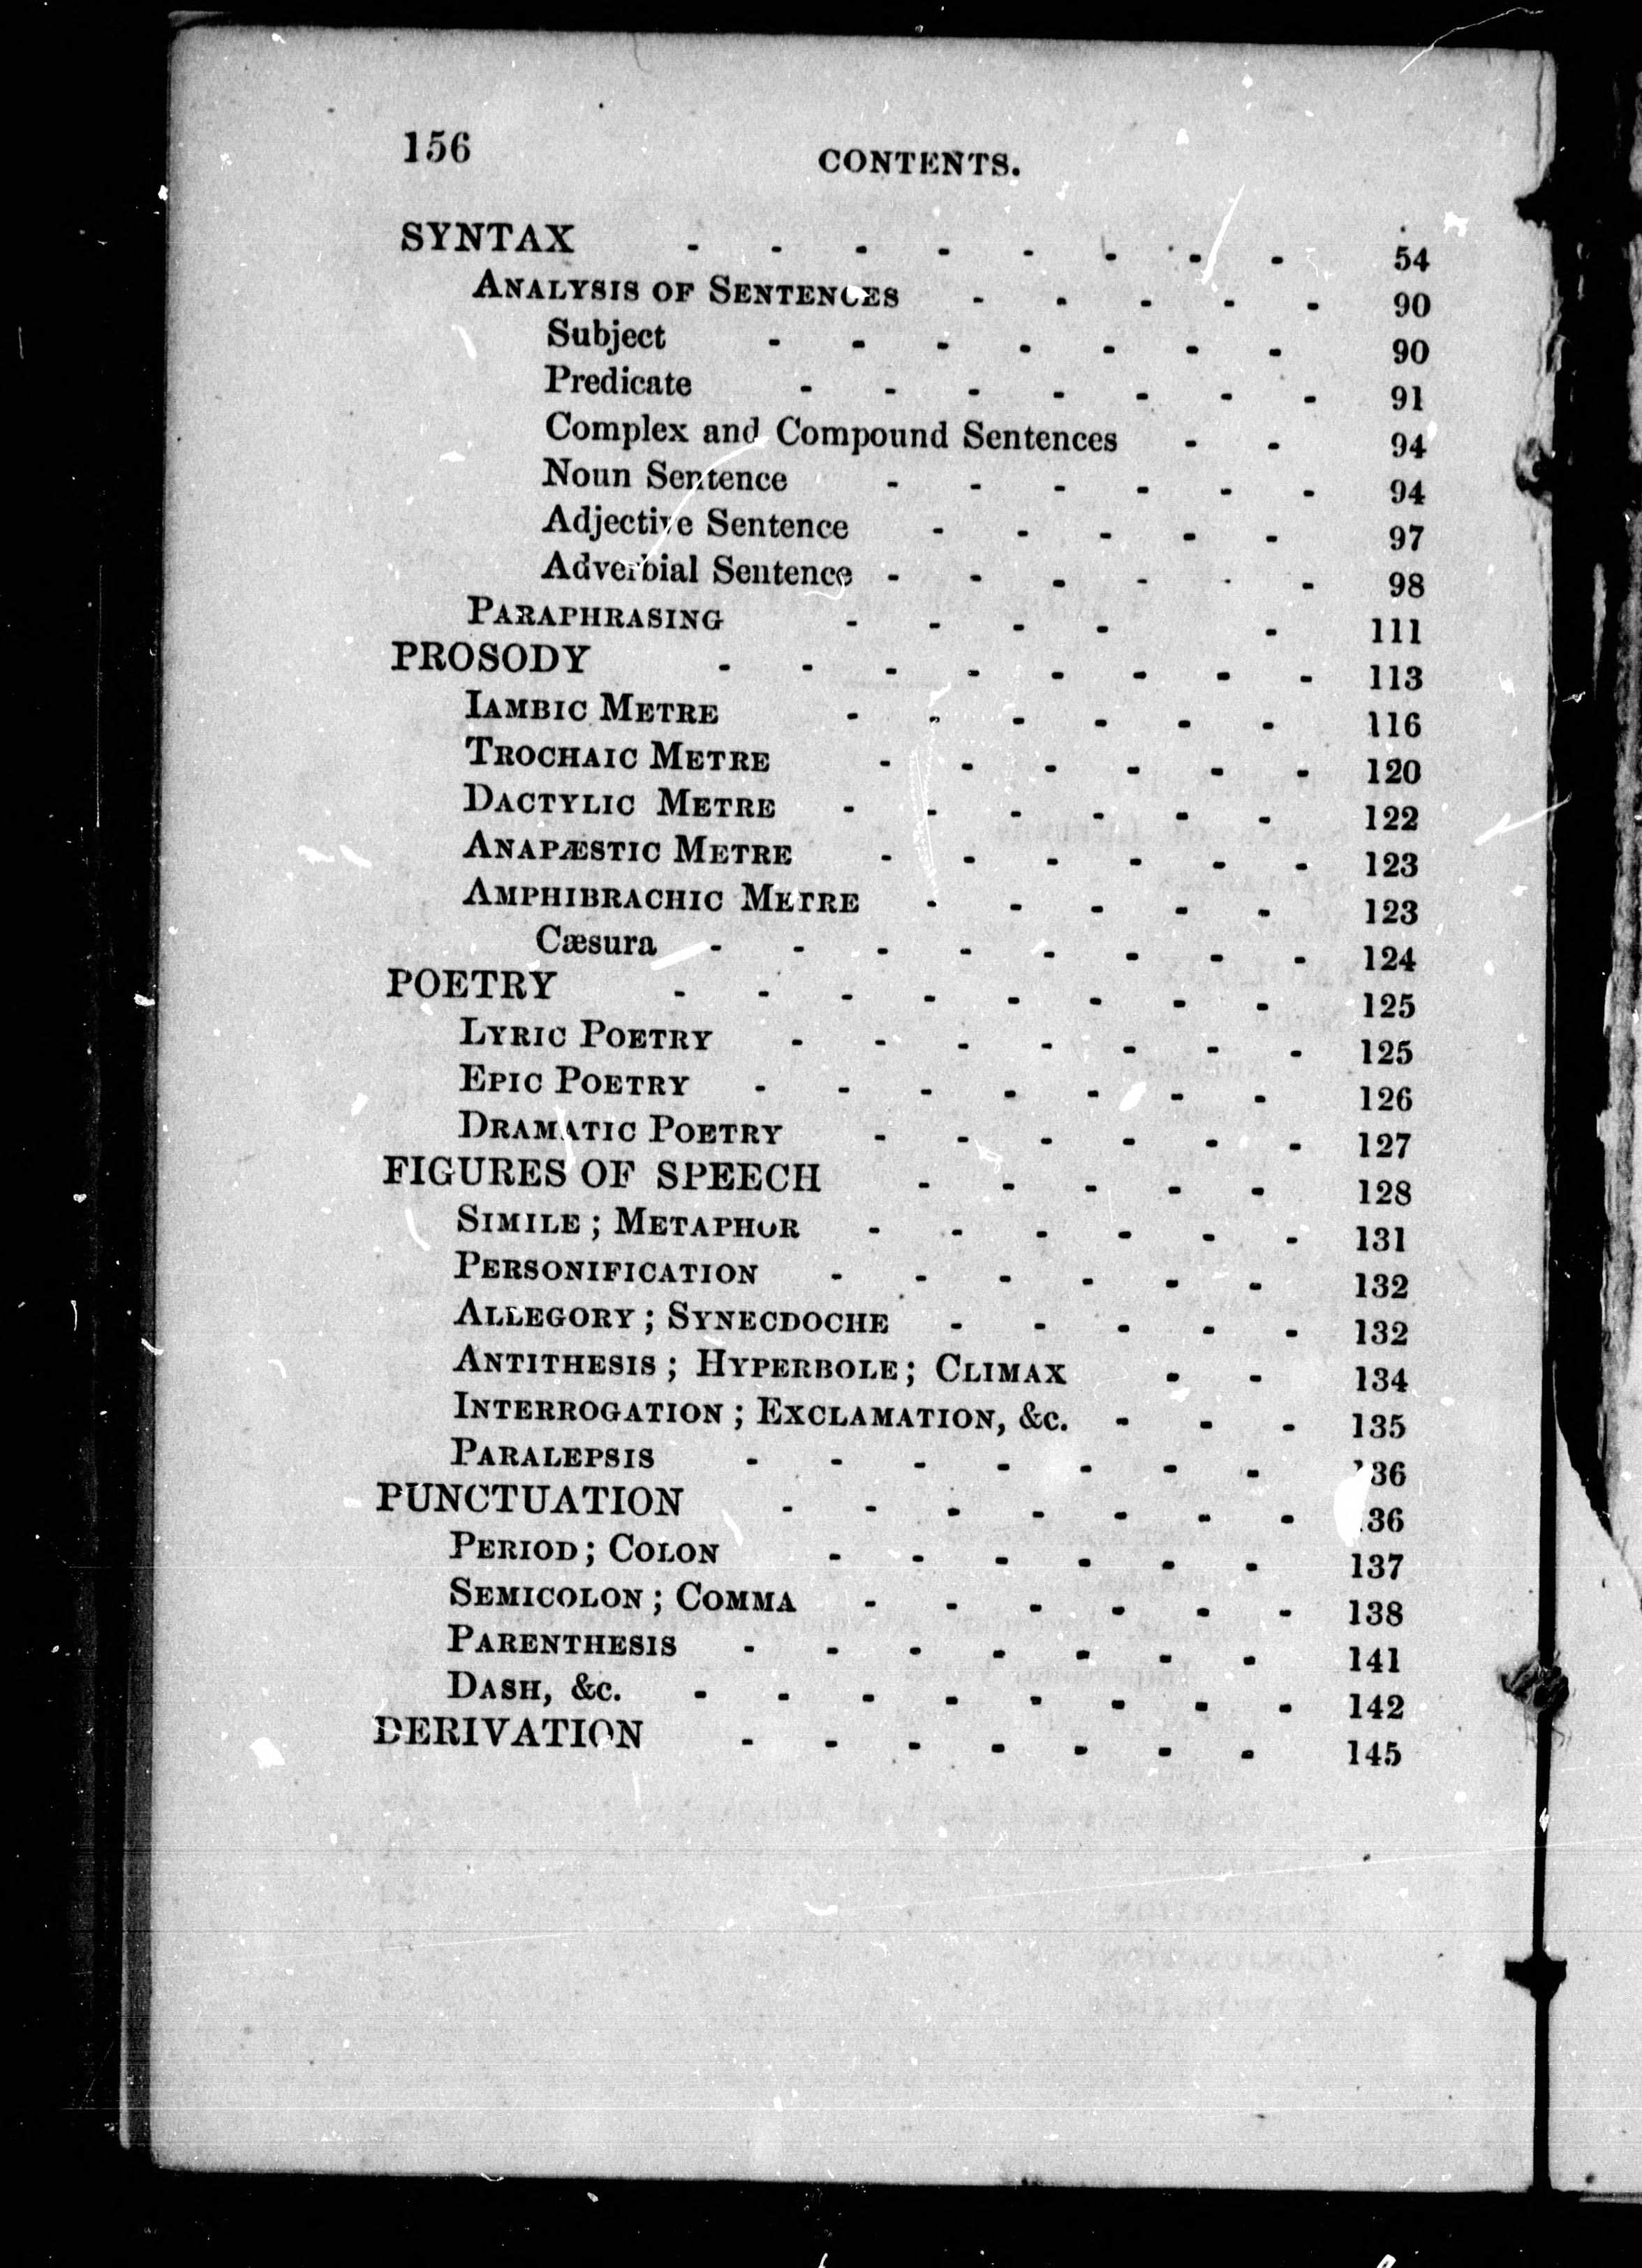 156
CONTENTS.
SYNTAX - - - - - - - - 54
ANALYSIS OF SENTENCES - - - - - 90
Subject - - - - - - - 90
Predicate - - - - - - - 91
Complex and Compound Sentences - - 94
Noun Sentence - - - - - - 94
Adjective Sentence - - - - - 97
Adverbial Sentence - - - - - - 98
PARAPHRASING - - - - - 111
PROSODY - - - - - - - - 113
IAMBIC METRE - - - - - - 116
TROCHAIC METRE - - - - - - 120
DACTYLIC METRE - - - - - - 122
ANAPÆSTIC METRE - - - - - - 123
AMPHIBRACHIC METRE - - - - - 123
Cæsura - - - - - - - - 124
POETRY - - - - - - - - 125
LYRIC POETRY - - - - - - - 125
EPIC POETRY - - - - - - - 126
DRAMATIC POETRY - - - - - - 127
FIGURES OF SPEECH - - - - - 128
SIMILE; METAPHOR - - - - - - 131
PERSONIFICATION - - - - - - 132
ALLEGORY; SYNECDOCHE - - - - - 132
ANTITHESIS; HYPERBOLE; CLIMAX - - 134
INTERROGATION; EXCLAMATION, &c. - - - 135
PARALEPSIS - - - - - - - 136
PUNCTUATION - - - - - - - 136
PERIOD; COLON - - - - - - 137
SEMICOLON; COMMA - - - - - - 138
PARENTHESIS - - - - - - - 141
DASH, &c. - - - - - - - - 142
DERIVATION - - - - - - - 145